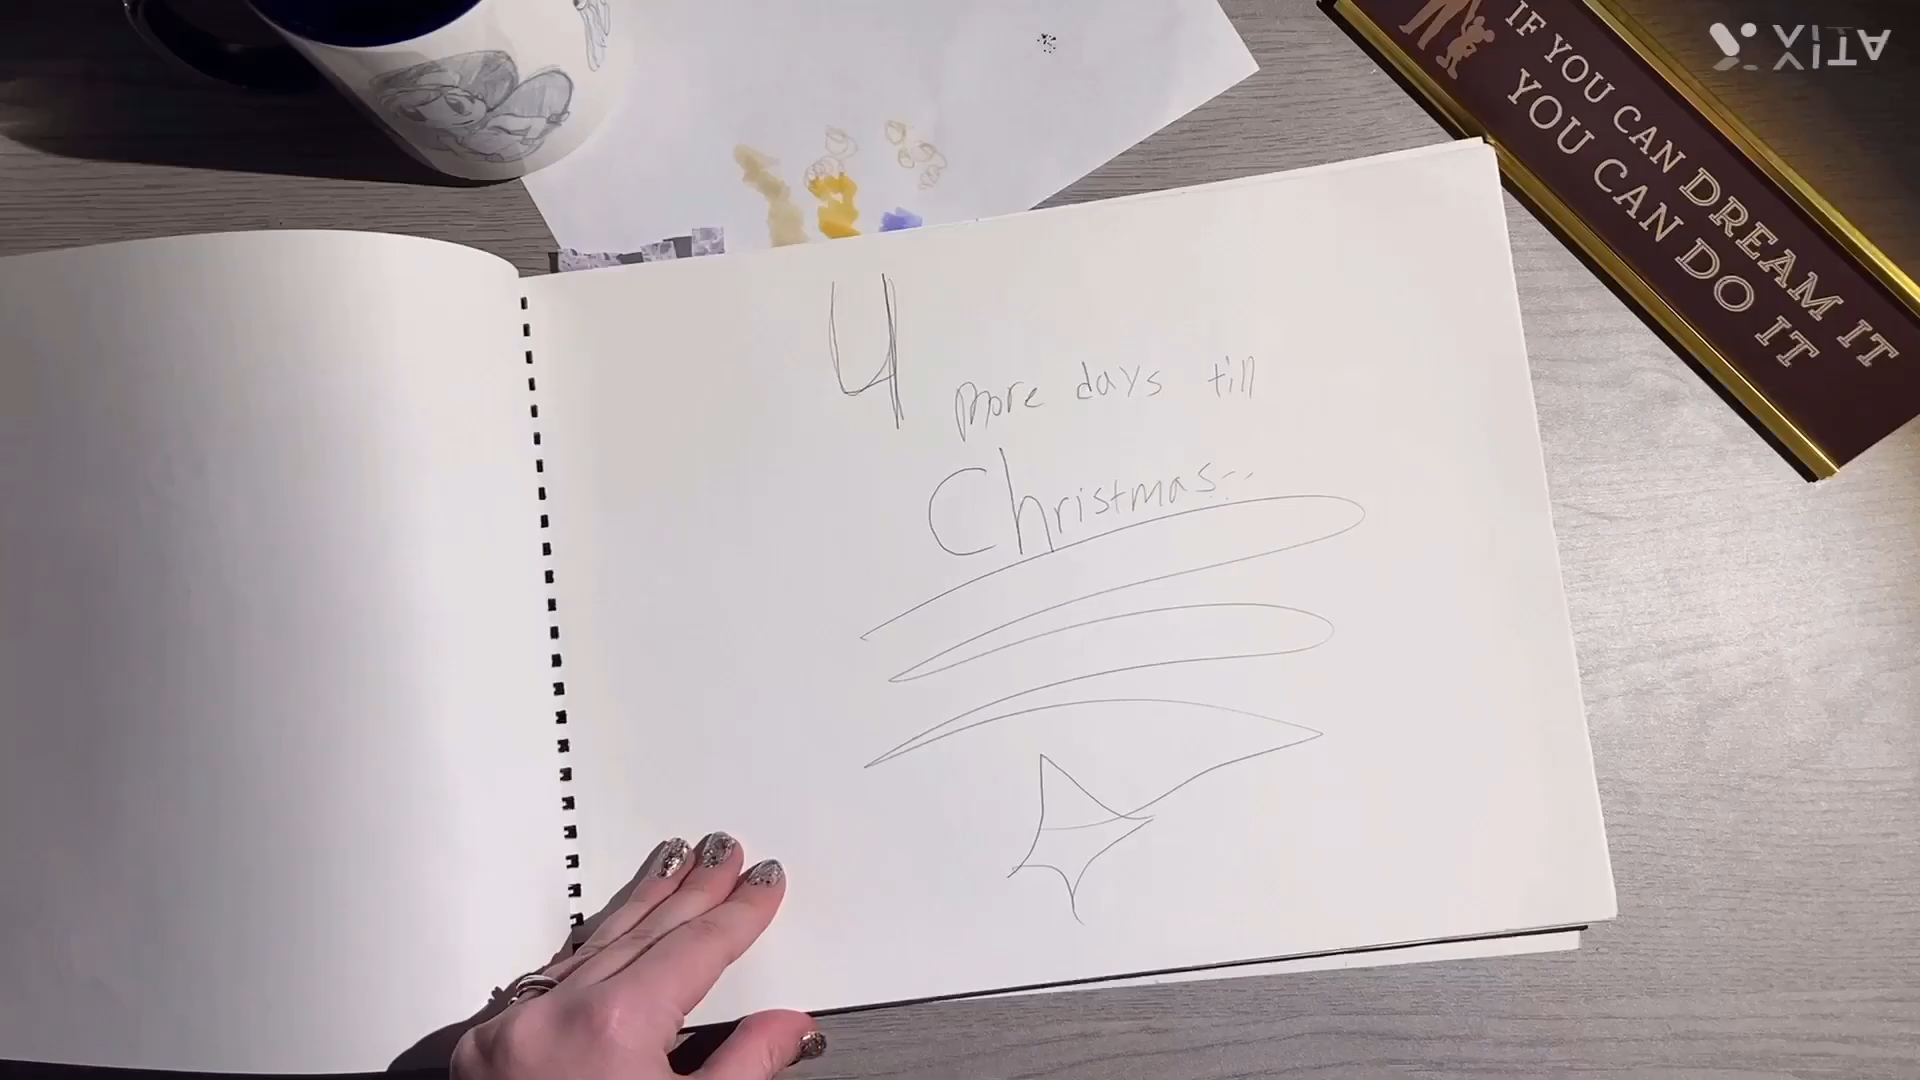 IF YOU CAN DREAM IT
YOU CAN DO IT
4 more days till
Christmas...